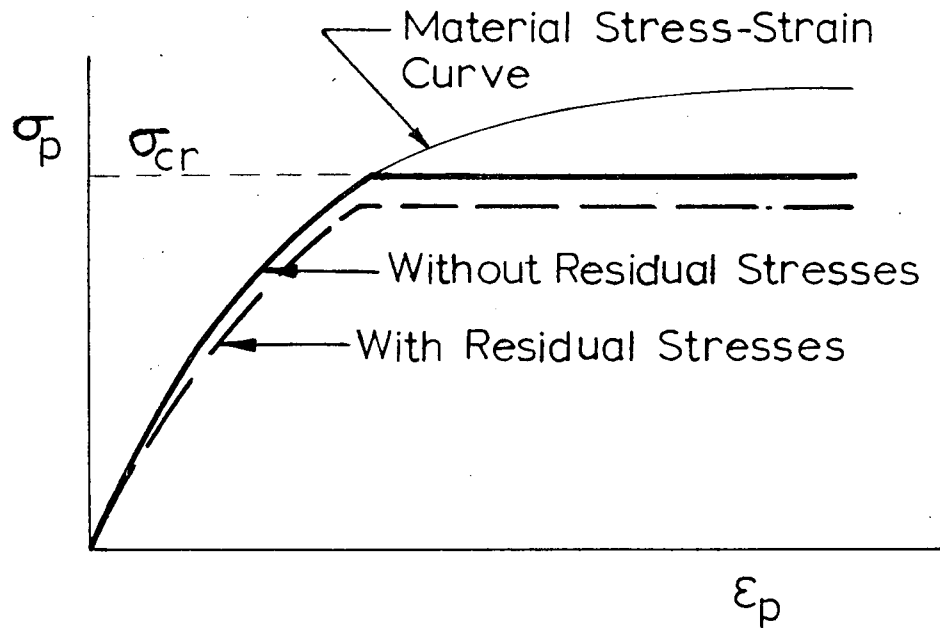 Material Stress-Strain
Curve
σp
σcr
Without Residual Stresses
With Residual Stresses
εp